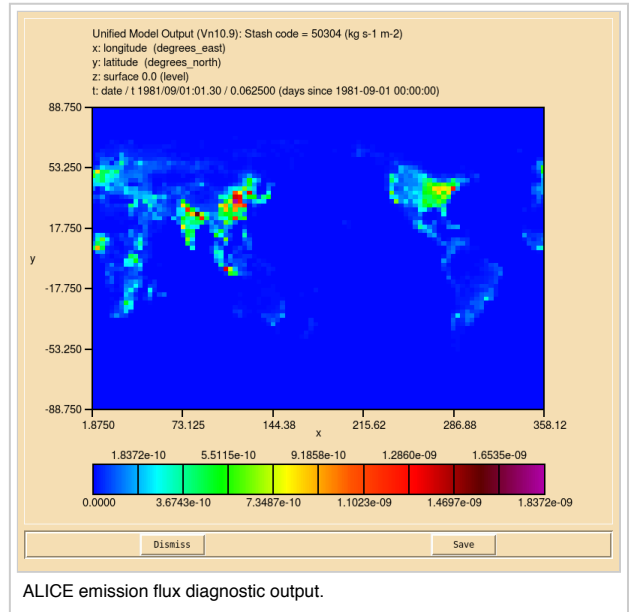 Unified Model Output (Vn10.9): Stash code = 50304 (kg s-1 m-2)
x: longitude (degrees_east)
y: latitude (degrees_north)
z: surface 0.0 (level)
t: date / t 1981/09/01:01.30 / 0.062500 (days since 1981-09-01 00:00:00)
88.750
53.250
17.750
y
-17.750
-53.250
-88.750
1.8750 73.125 144.38 215.62 286.88 358.12
x
1.8372e-10 5.5115e-10 9.1858e-10 1.2860e-09 1.6535e-09
0.0000 3.6743e-10 7.3487e-10 1.1023e-09 1.4697e-09 1.8372e-09
Dismiss Save
ALICE emission flux diagnostic output.